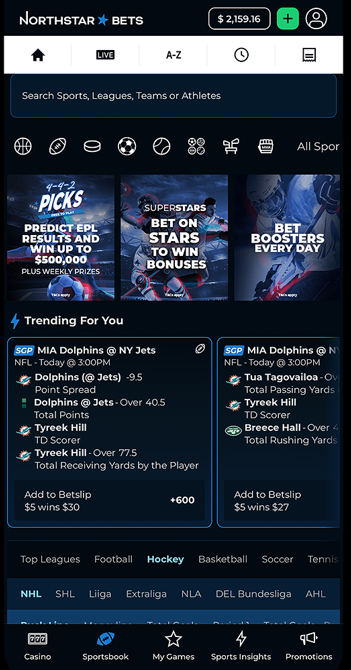 NORTHSTAR BETS
$ 2,159.16
LIVE
A-Z
Search Sports, Leagues, Teams or Athletes
All Spor
4-4-2
PICKS
FREE TO PLAY
PREDICT EPL
RESULTS AND
WIN UP TO
$500,000
PLUS WEEKLY PRIZES
T&Cs apply
SUPERSTARS
BET ON
STARS
TO WIN
BONUSES
T&Cs apply
BET
BOOSTERS
EVERY DAY
T&Cs apply
Trending For You
SGP MIA Dolphins @ NY Jets
NFL - Today @ 3:00PM
Dolphins (@ Jets) -9.5
Point Spread
Dolphins @ Jets - Over 40.5
Total Points
Tyreek Hill
TD Scorer
Tyreek Hill - Over 77.5
Total Receiving Yards by the Player
Add to Betslip
$5 wins $30
+600
SGP MIA Dolphins @ N
NFL - Today @ 3:00PM
Tua Tagovailoa - Ov
Total Passing Yards
Tyreek Hill
TD Scorer
Breece Hall - Over 4
Total Rushing Yards
Add to Betslip
$5 wins $27
Top Leagues Football Hockey Basketball Soccer Tennis
NHL SHL Liiga Extraliga NLA DEL Bundesliga AHL
Casino Sportsbook My Games Sports Insights Promotions